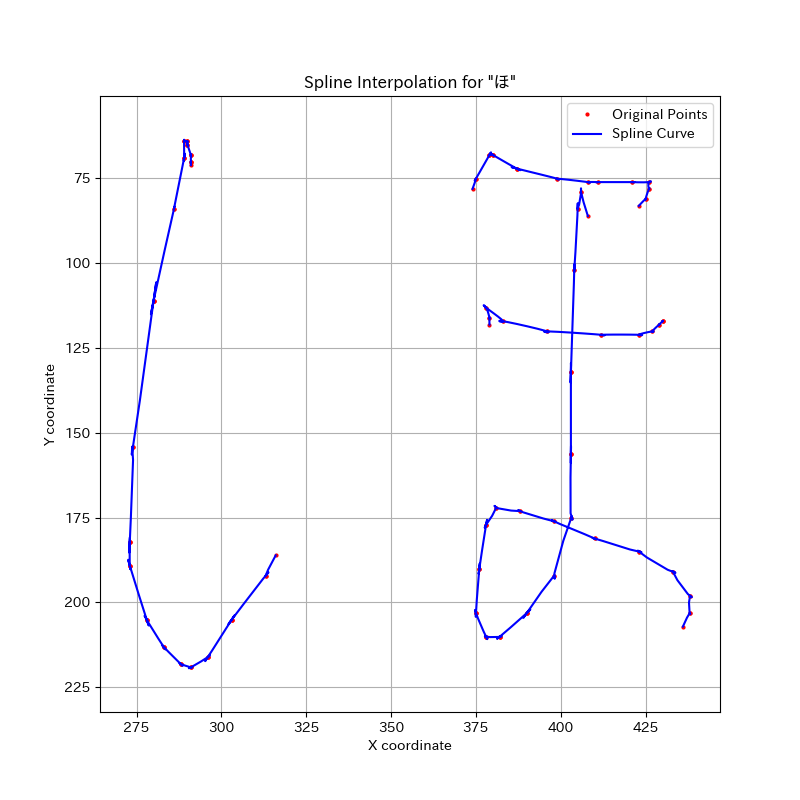 Spline Interpolation for "ほ"
Original Points
Spline Curve
Y coordinate
75
100
125
150
175
200
225
275 300 325 350 375 400 425
X coordinate
ほ